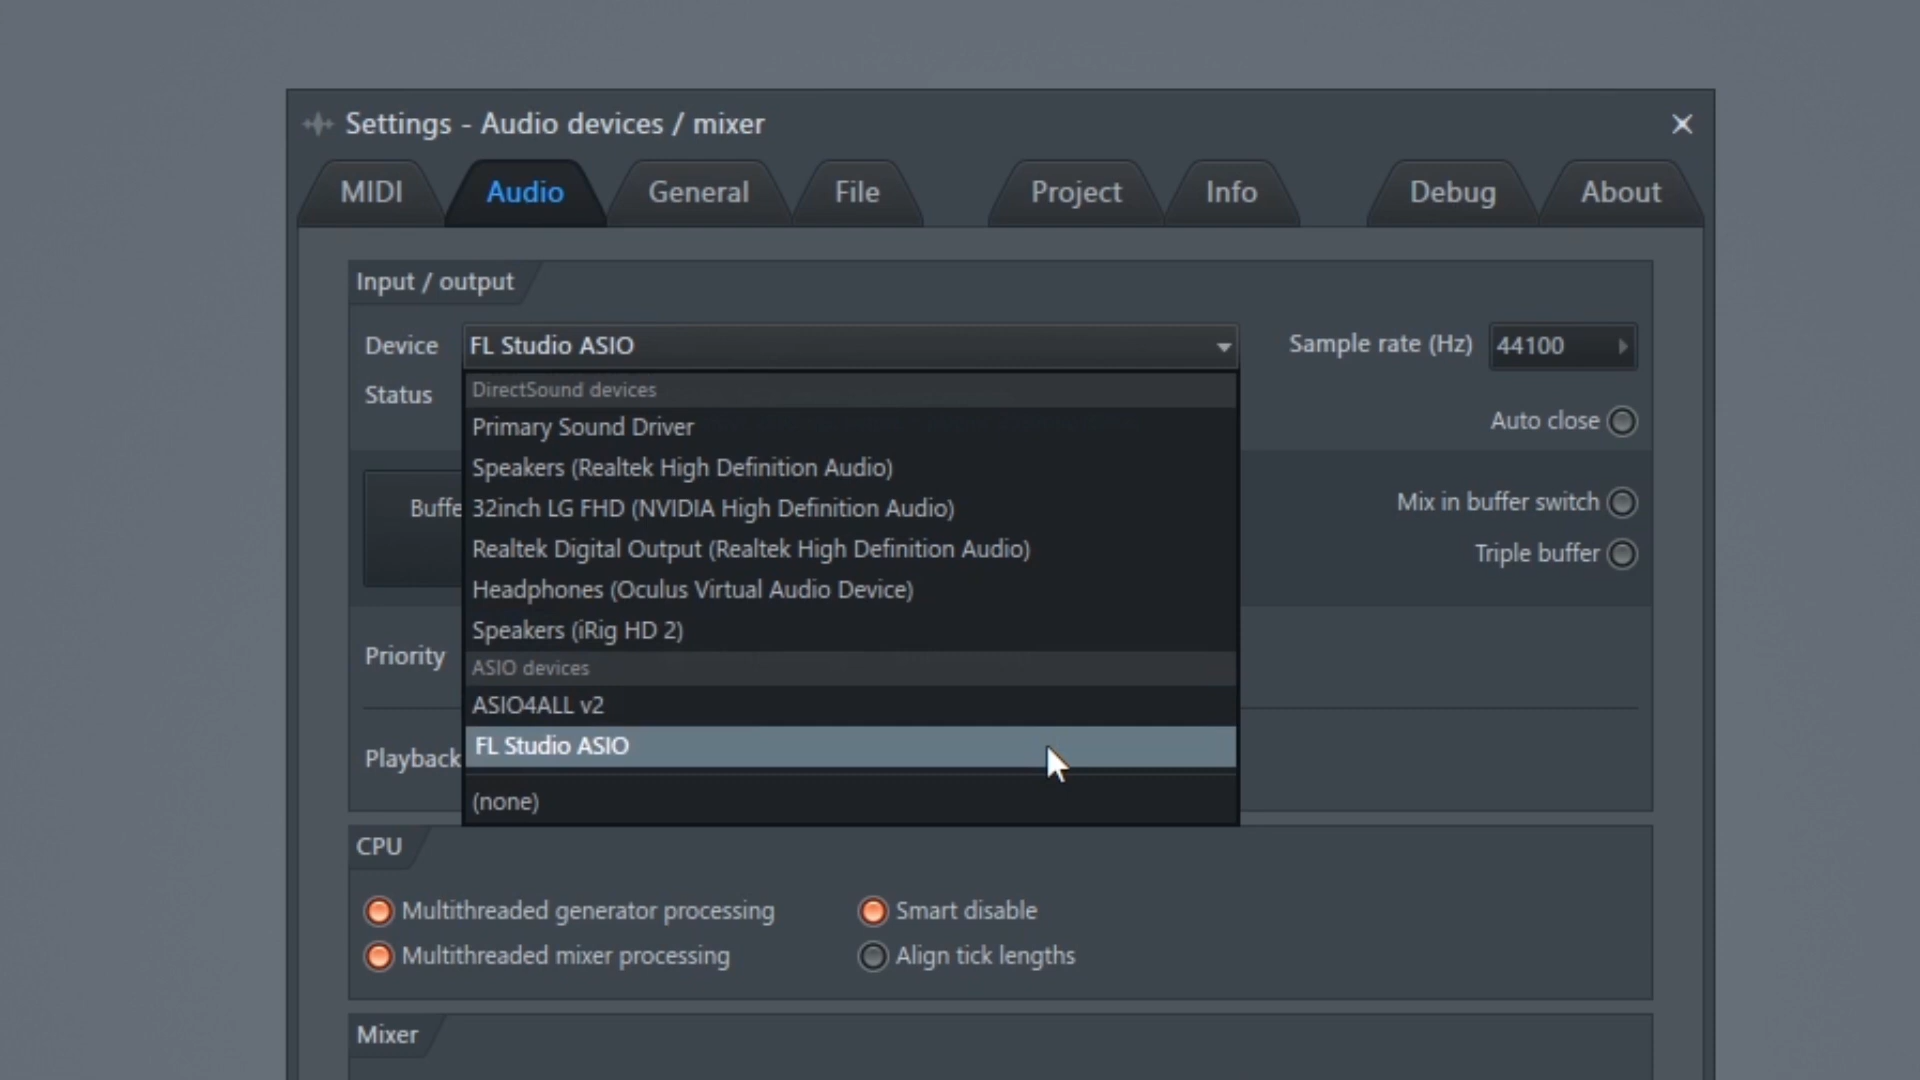 Settings - Audio devices / mixer
MIDI
Audio
General
File
Project
Info
Debug
About
Input / output
Device
FL Studio ASIO
Sample rate (Hz)
44100
Status
DirectSound devices
Primary Sound Driver
Auto close
Speakers (Realtek High Definition Audio)
Buffe
32inch LG FHD (NVIDIA High Definition Audio)
Mix in buffer switch
Realtek Digital Output (Realtek High Definition Audio)
Triple buffer
Headphones (Oculus Virtual Audio Device)
Speakers (iRig HD 2)
Priority
ASIO devices
ASIO4ALL v2
FL Studio ASIO
Playback
(none)
CPU
Multithreaded generator processing
Smart disable
Multithreaded mixer processing
Align tick lengths
Mixer